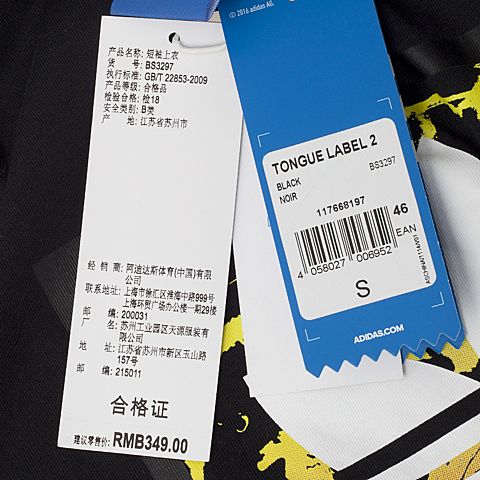 产品名称: 短袖上衣
货 号: BS3297
执行标准: GB/T 22853-2009
产品等级: 合格品
检验合格: 检18
安全类别: B类
产 地: 江苏省苏州市
经 销 商: 阿迪达斯体育(中国)有限
公司
联系地址: 上海市徐汇区淮海中路999号
上海环贸广场办公楼一期29楼
邮 编: 200031
厂 名: 苏州工业园区天源服装有
限公司
地 址: 江苏省苏州市新区玉山路
157号
邮 编: 215011
合格证
建议零售价: RMB349.00
© 2016 adidas AG
TONGUE LABEL 2
BLACK
NOIR
BS3297
117668197
46
EAN
4 058027 006952
S
ADIDAS.COM